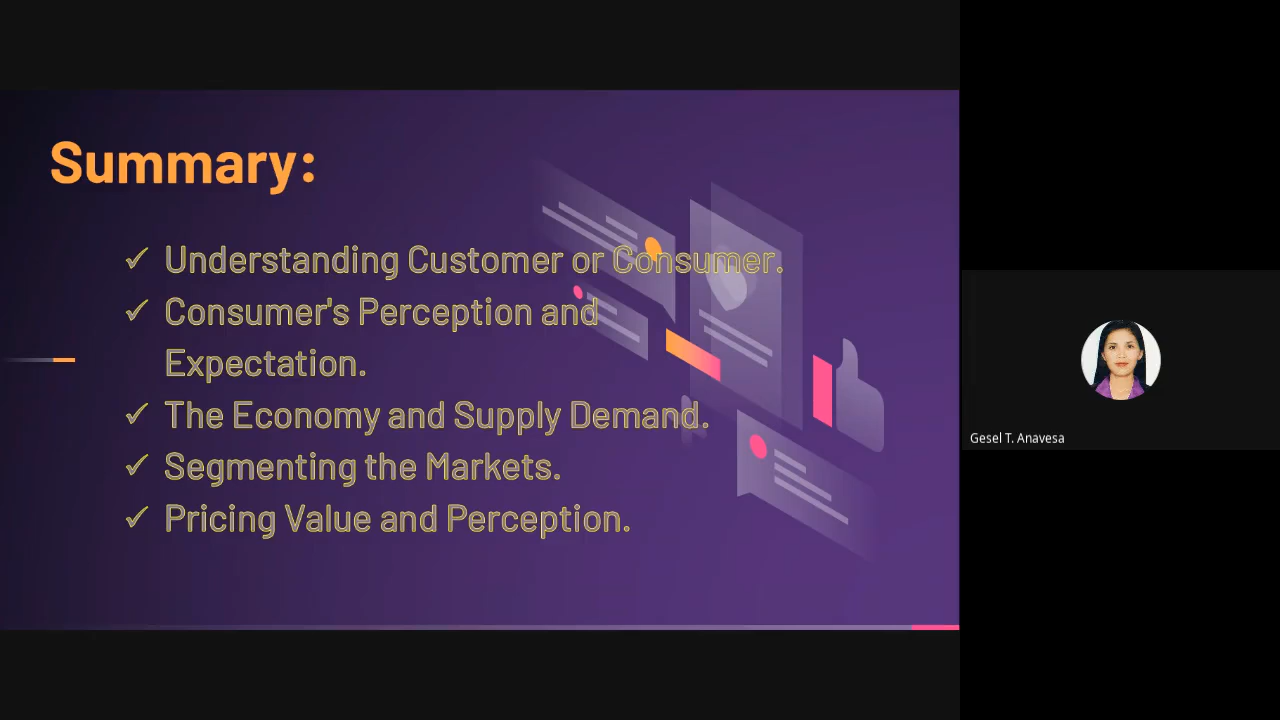 Summary:
✓ Understanding Customer or Consumer.
✓ Consumer's Perception and
Expectation.
✓ The Economy and Supply Demand.
✓ Segmenting the Markets.
✓ Pricing Value and Perception.
Gesel T. Anavesa